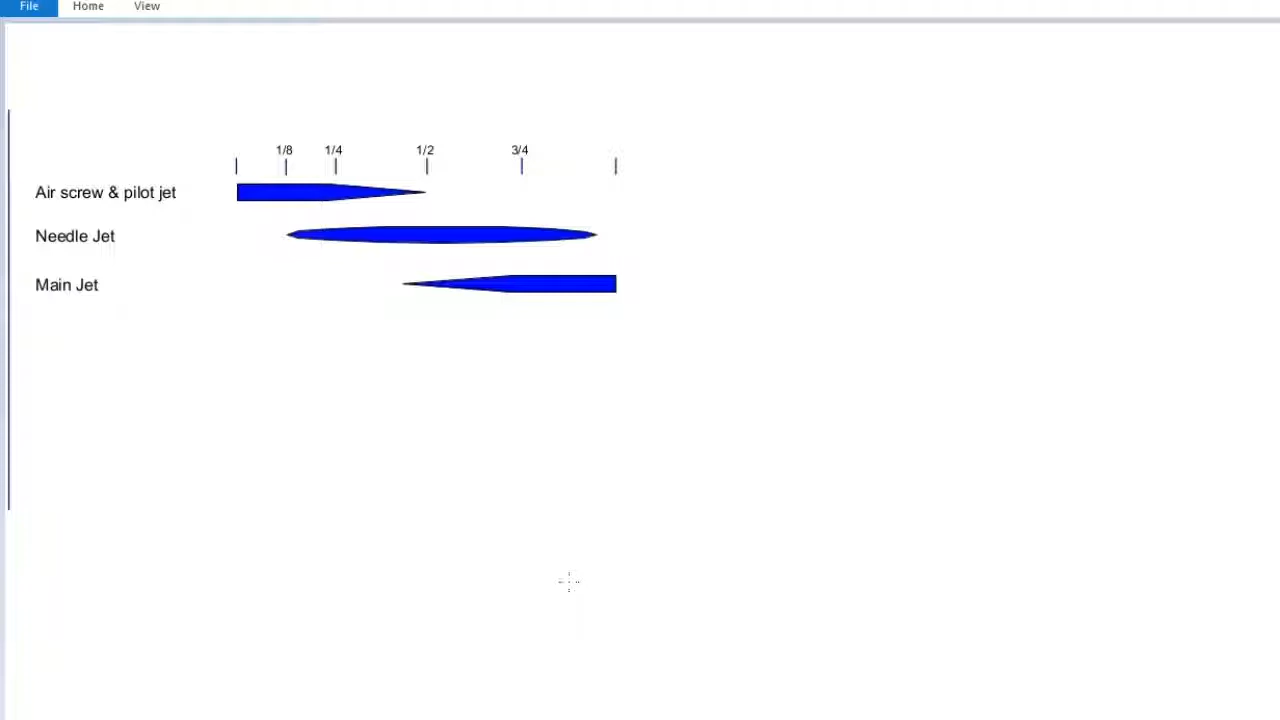 File Home View
1/8 1/4 1/2 3/4
Air screw & pilot jet
Needle Jet
Main Jet